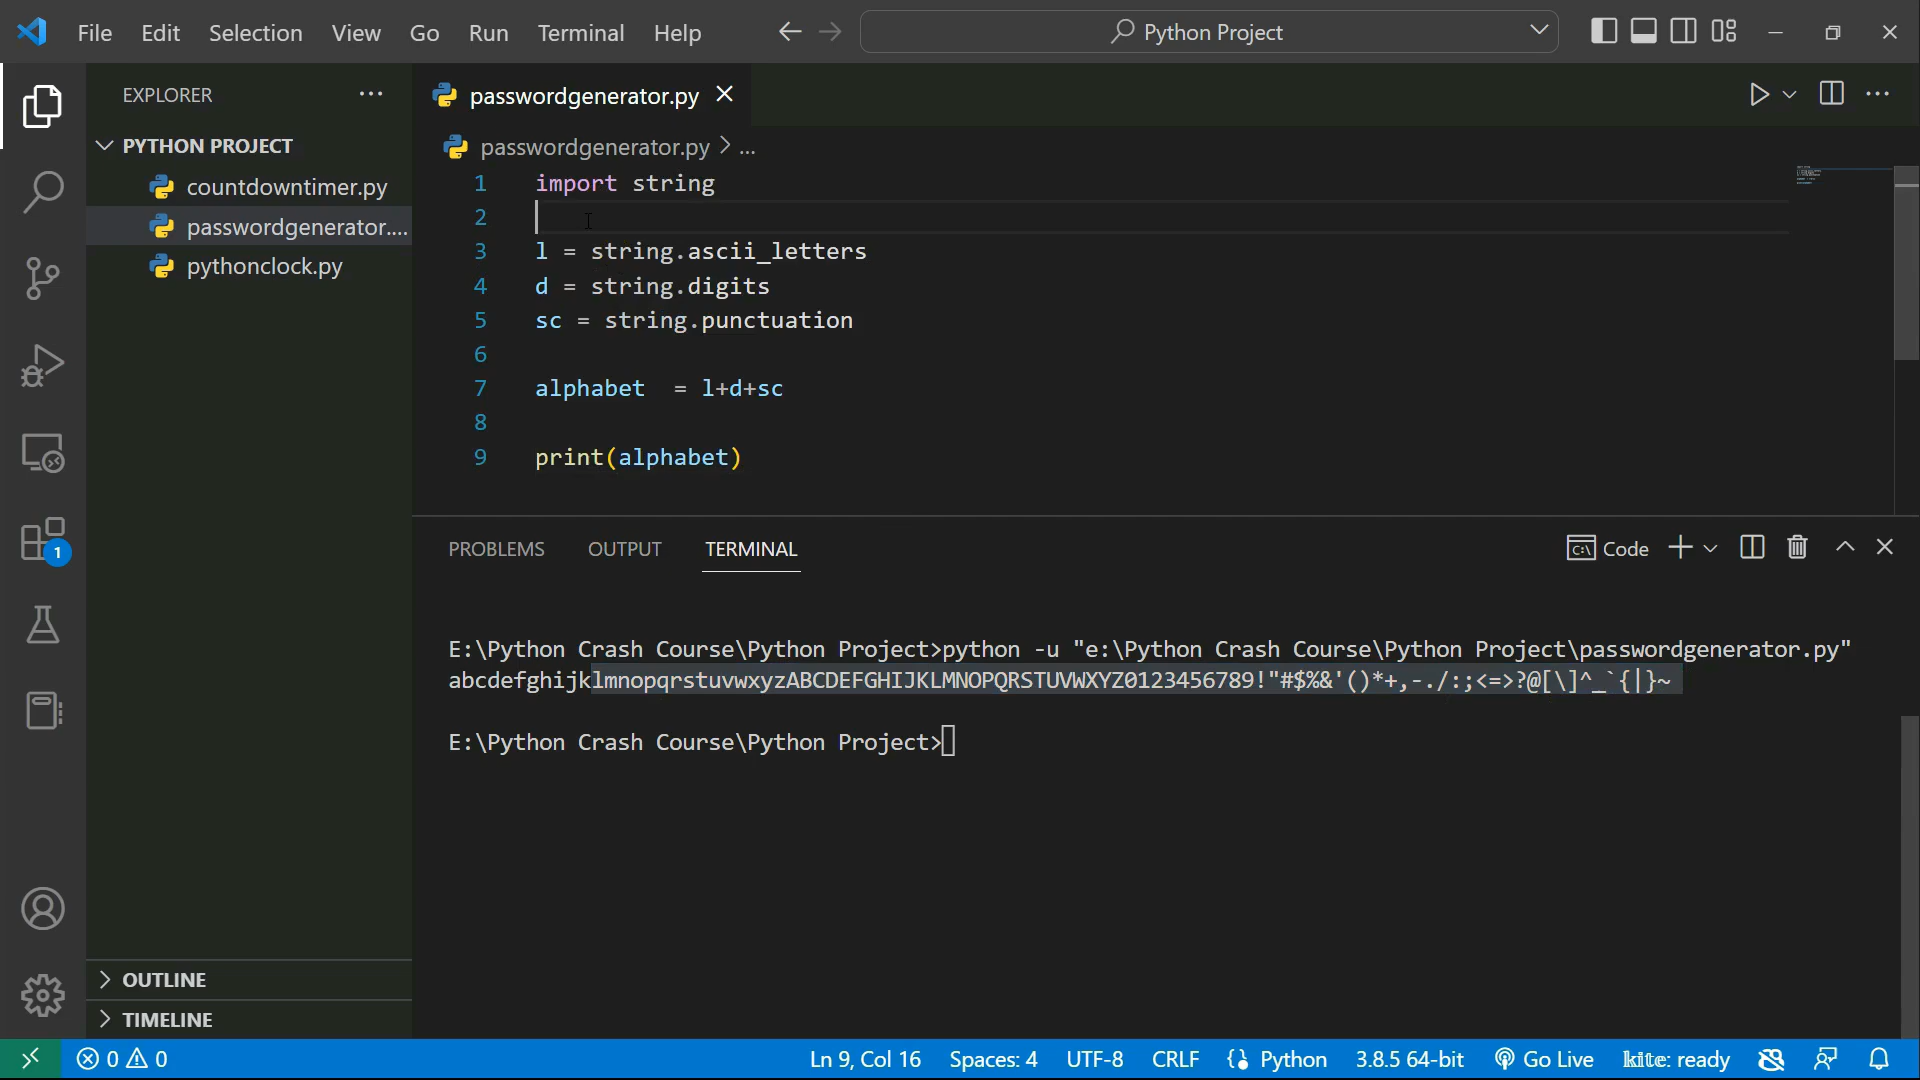 File Edit Selection View Go Run Terminal Help
Python Project
EXPLORER
PYTHON PROJECT
countdowntimer.py
passwordgenerator....
pythonclock.py
OUTLINE
TIMELINE
passwordgenerator.py
passwordgenerator.py > ...
1 import string
2
3 l = string.ascii_letters
4 d = string.digits
5 sc = string.punctuation
6
7 alphabet  = l+d+sc
8
9 print(alphabet)
PROBLEMS OUTPUT TERMINAL
Code
E:\Python Crash Course\Python Project>python -u "e:\Python Crash Course\Python Project\passwordgenerator.py"
abcdefghijklmnopqrstuvwxyzABCDEFGHIJKLMNOPQRSTUVWXYZ0123456789!"#$%&'()*+,-./:;<=>?@[\]^_`{|}~
E:\Python Crash Course\Python Project>
1
0 0
Ln 9, Col 16 Spaces: 4 UTF-8 CRLF Python 3.8.5 64-bit Go Live kite: ready